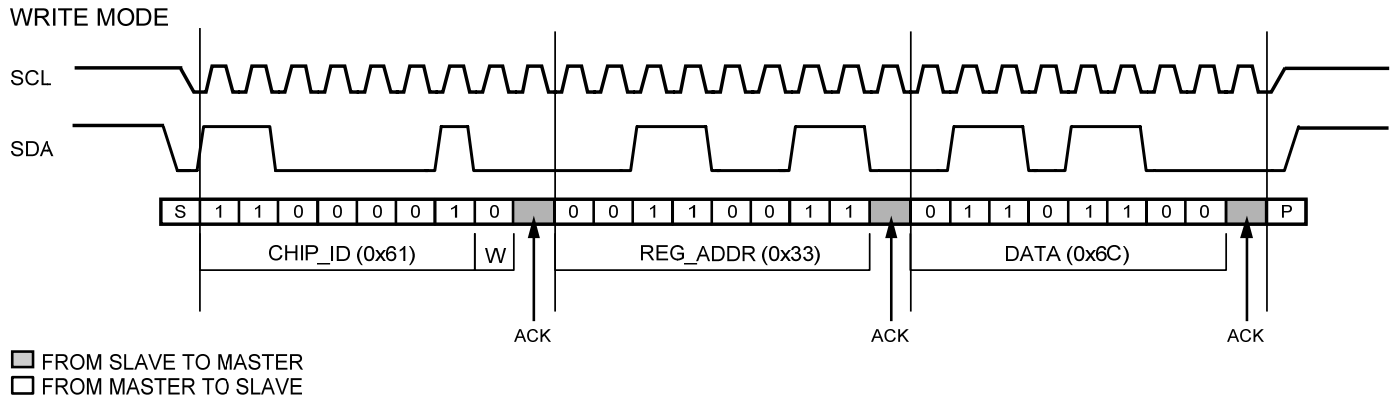 WRITE MODE
SCL
SDA
S 1 1 0 0 0 0 1 0 0 0 1 1 0 0 1 1 0 1 1 0 1 1 0 0 P
CHIP_ID (0x61) W REG_ADDR (0x33) DATA (0x6C)
ACK ACK ACK
FROM SLAVE TO MASTER
FROM MASTER TO SLAVE